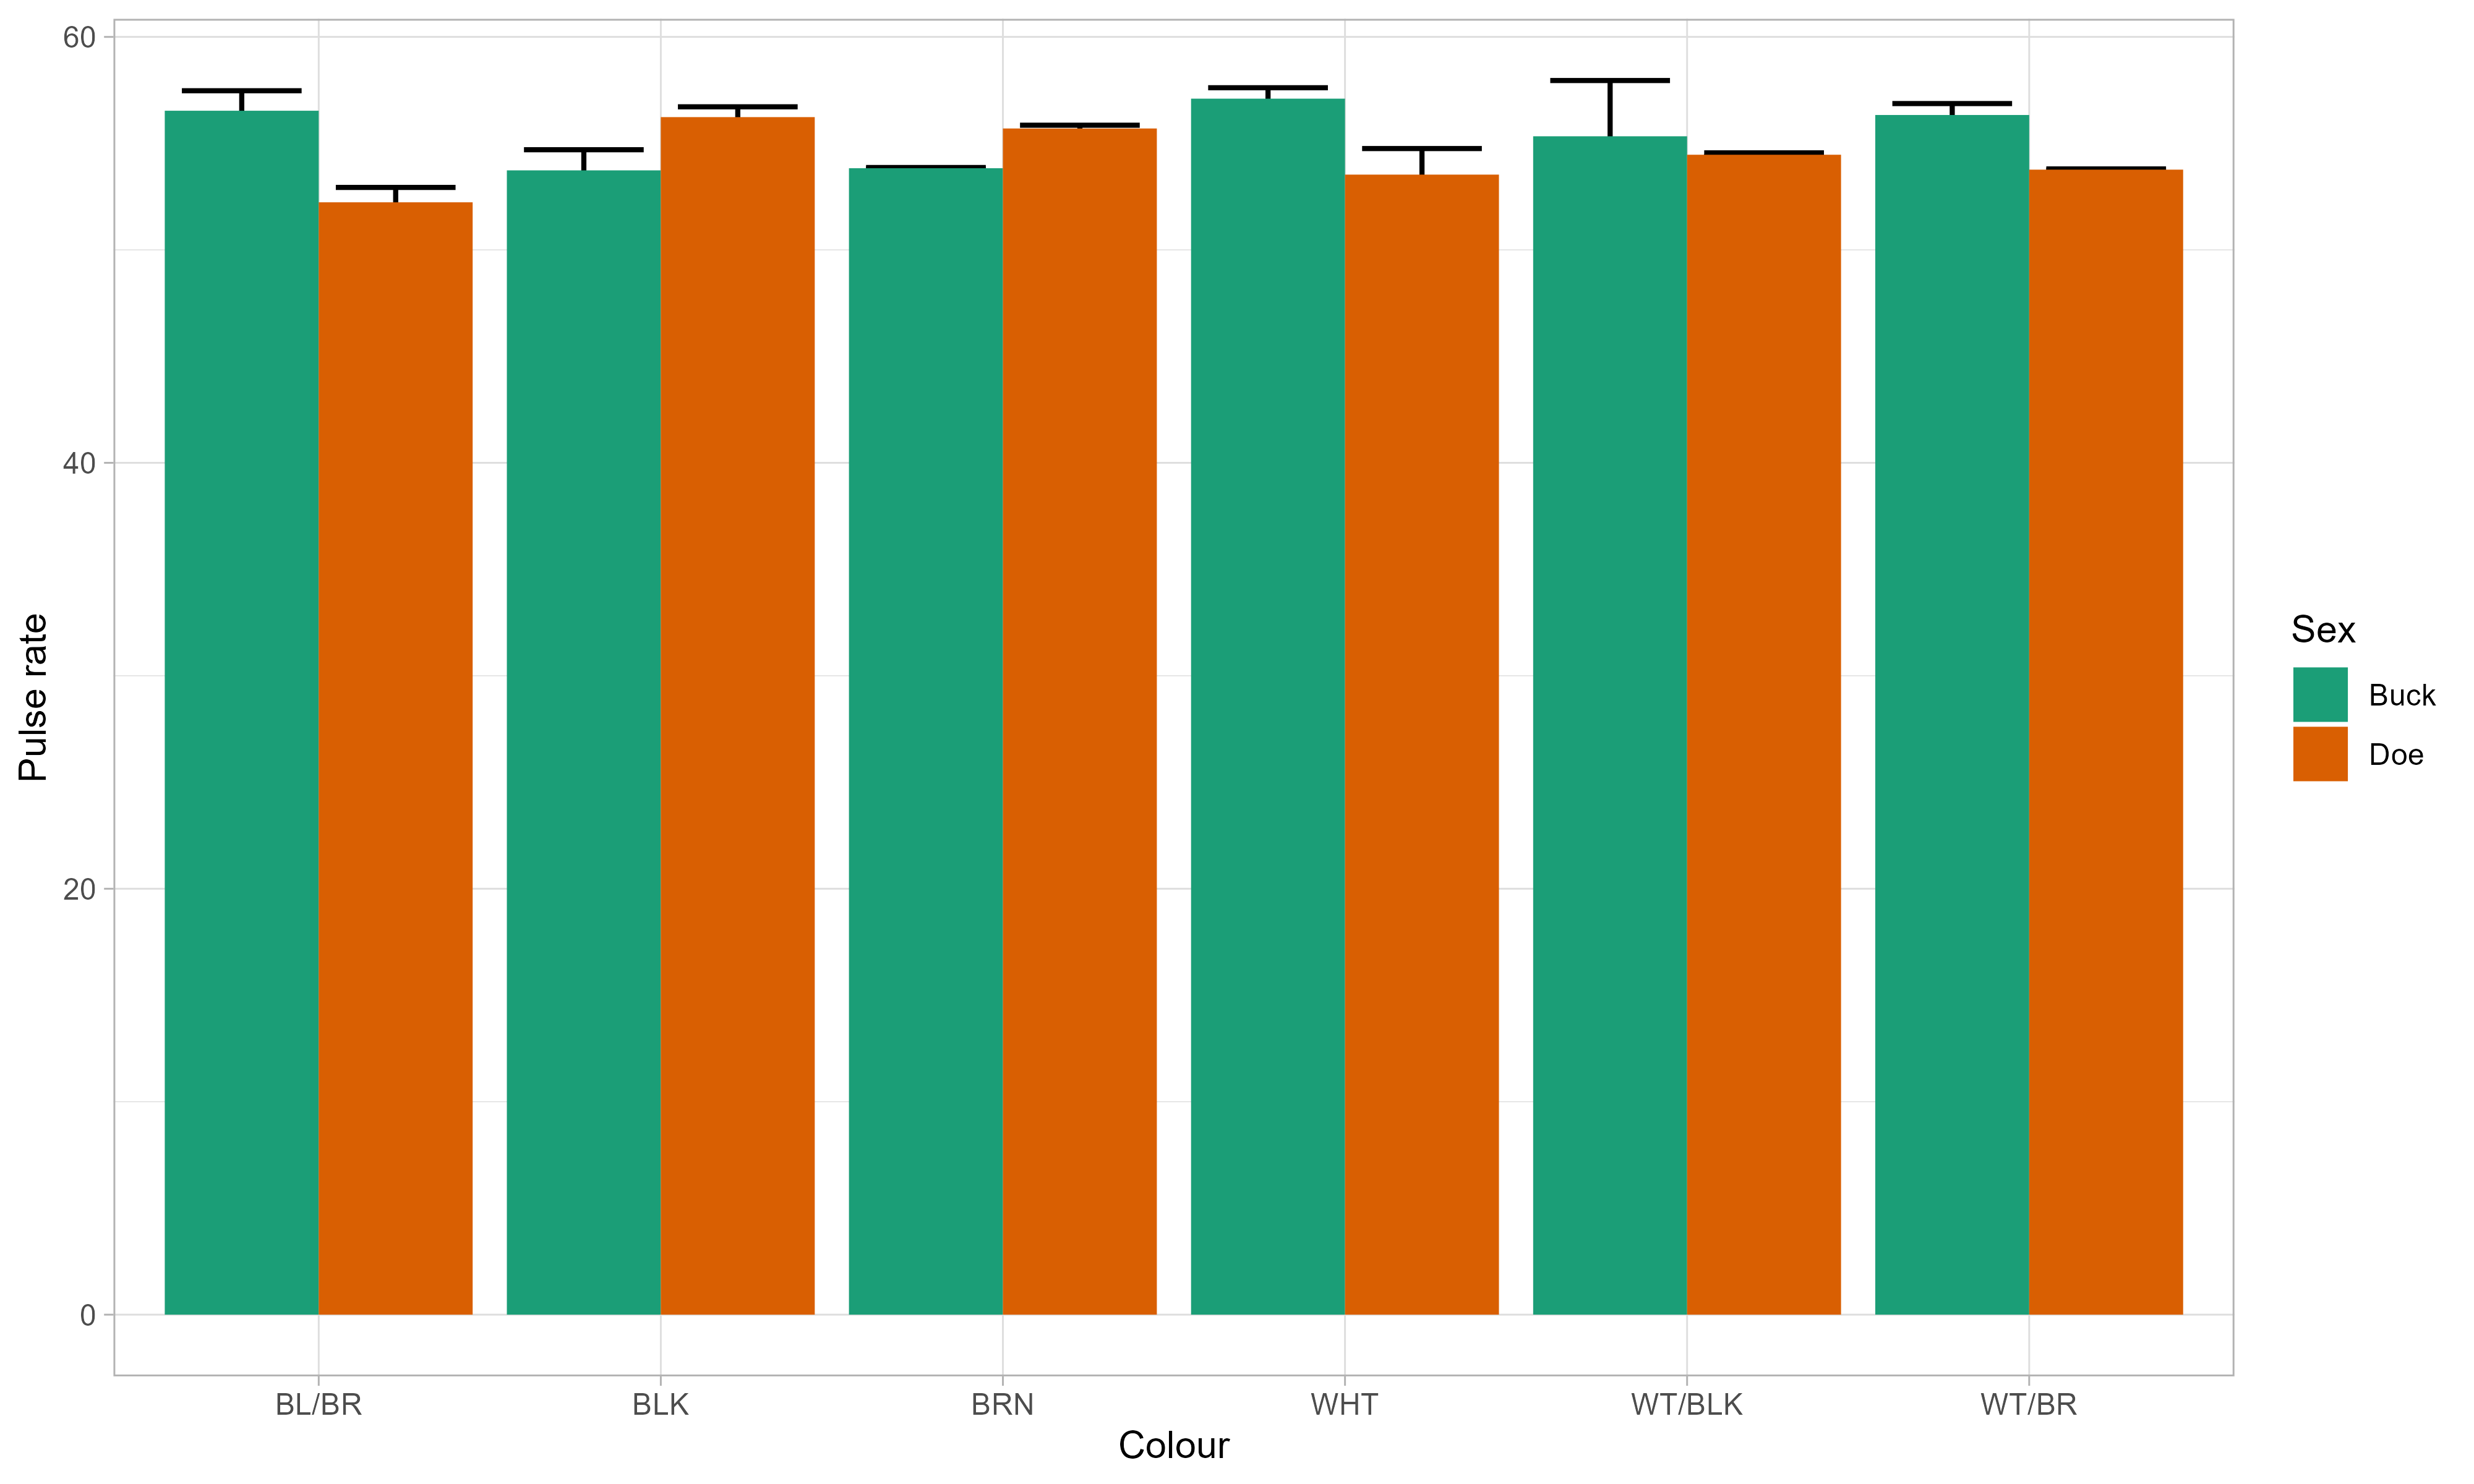 60
40
20
0
Pulse rate
BL/BR
BLK
BRN
WHT
WT/BLK
WT/BR
Colour
Sex
Buck
Doe